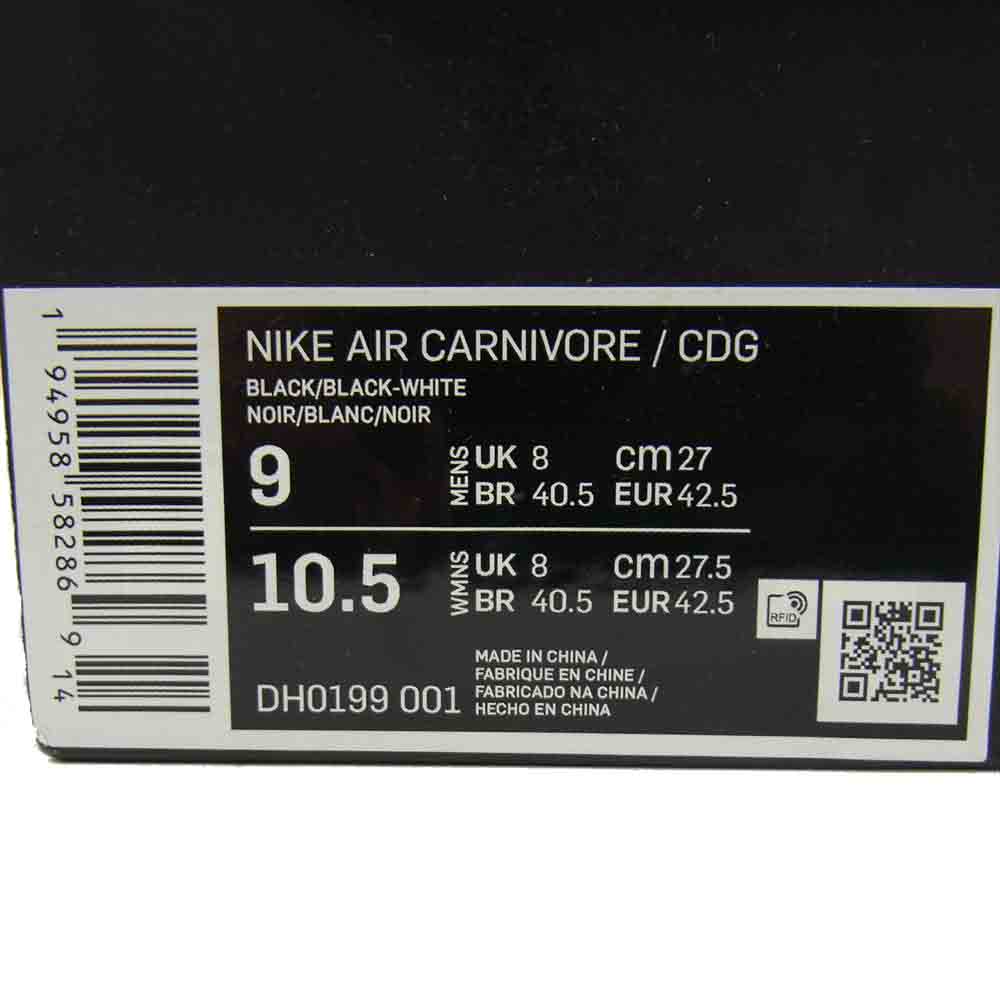 NIKE AIR CARNIVORE / CDG
BLACK/BLACK-WHITE
NOIR/BLANC/NOIR
9 MENS UK 8 cm 27
BR 40.5 EUR 42.5
10.5 WMNS UK 8 cm 27.5
BR 40.5 EUR 42.5
RFID
DH0199 001
MADE IN CHINA /
FABRIQUE EN CHINE /
FABRICADO NA CHINA /
HECHO EN CHINA
1 94958 58286 9 14